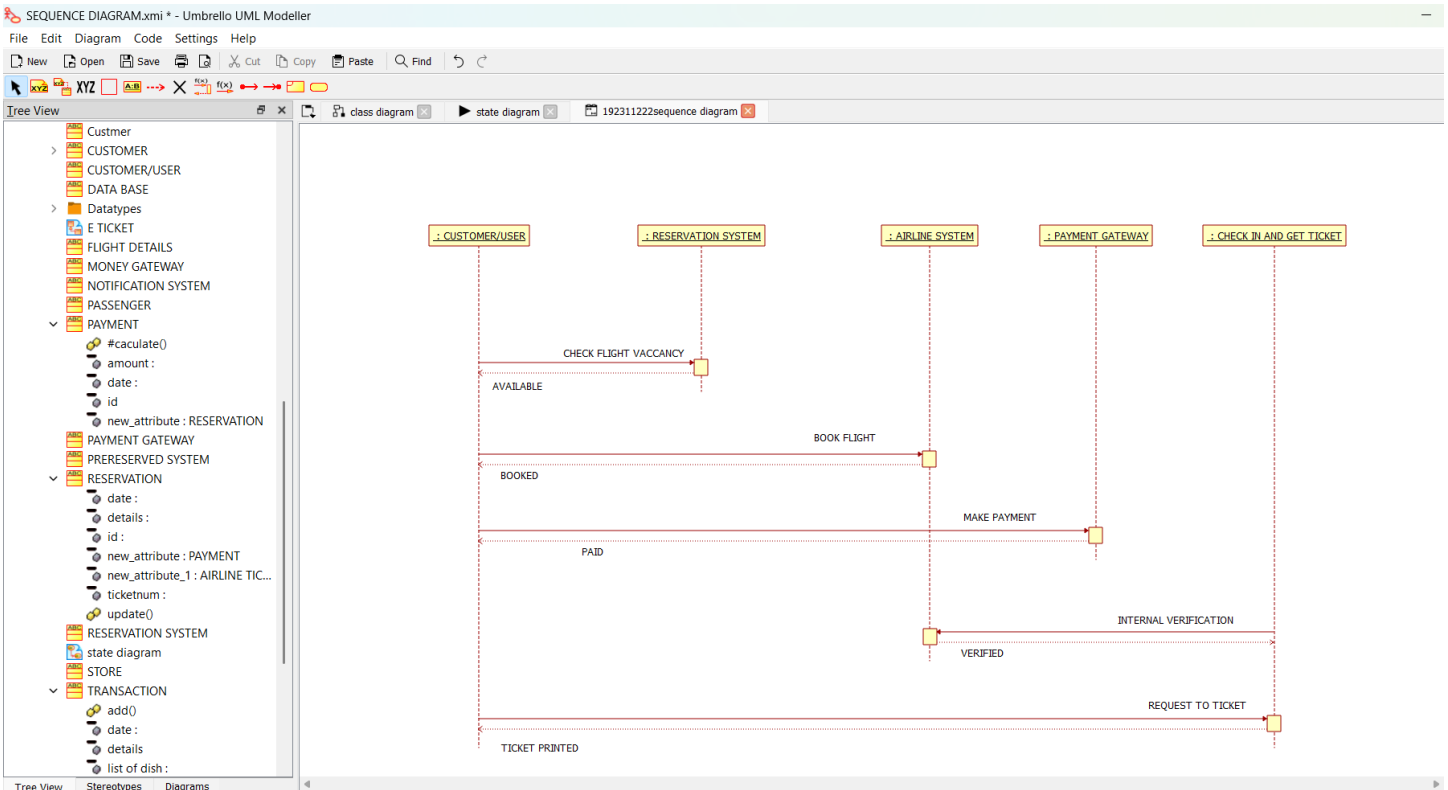 SEQUENCE DIAGRAM.xmi * - Umbrello UML Modeller
File Edit Diagram Code Settings Help
New Open Save Cut Copy Paste Find
XYZ XYZ A:B f(x) f(x)
Tree View
class diagram state diagram 192311222sequence diagram
Custmer
CUSTOMER
CUSTOMER/USER
DATA BASE
Datatypes
E TICKET
FLIGHT DETAILS
MONEY GATEWAY
NOTIFICATION SYSTEM
PASSENGER
PAYMENT
#caculate()
amount :
date :
id
new_attribute : RESERVATION
PAYMENT GATEWAY
PRERESERVED SYSTEM
RESERVATION
date :
details :
id :
new_attribute : PAYMENT
new_attribute_1 : AIRLINE TIC...
ticketnum :
update()
RESERVATION SYSTEM
state diagram
STORE
TRANSACTION
add()
date :
details
list of dish :
Tree View Stereotypes Diagrams
: CUSTOMER/USER : RESERVATION SYSTEM : AIRLINE SYSTEM : PAYMENT GATEWAY : CHECK IN AND GET TICKET
CHECK FLIGHT VACCANCY
AVAILABLE
BOOK FLIGHT
BOOKED
MAKE PAYMENT
PAID
INTERNAL VERIFICATION
VERIFIED
REQUEST TO TICKET
TICKET PRINTED